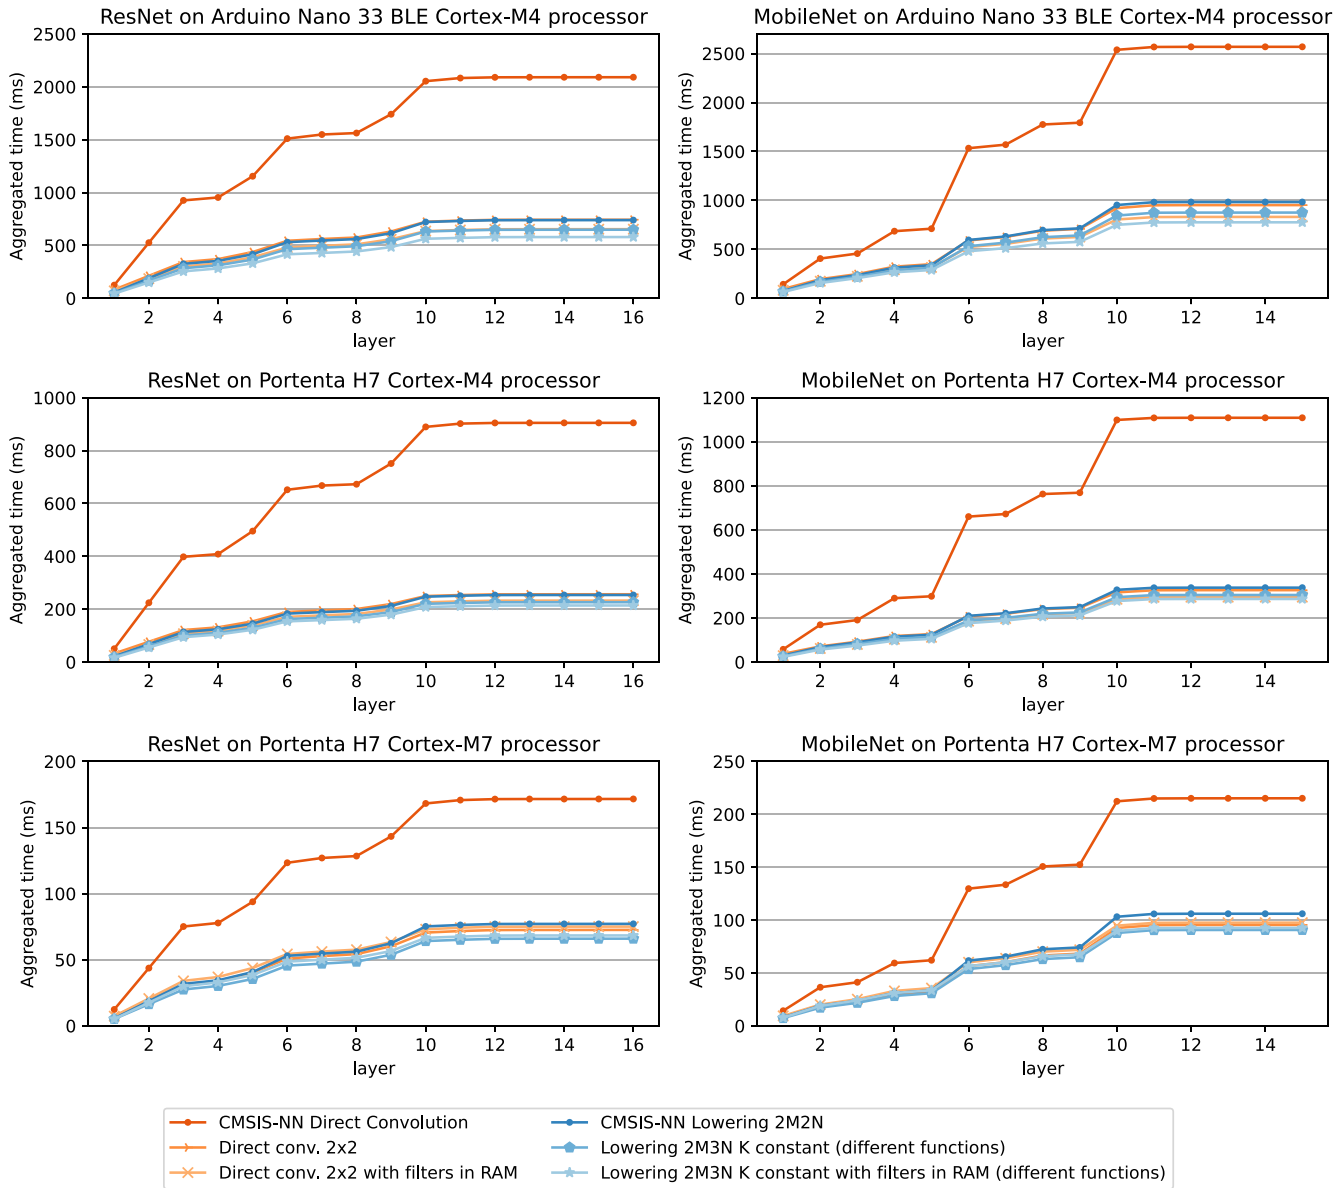 ResNet on Arduino Nano 33 BLE Cortex-M4 processor
Aggregated time (ms)
2500
2000
1500
1000
500
0
2 4 6 8 10 12 14 16
layer
MobileNet on Arduino Nano 33 BLE Cortex-M4 processor
Aggregated time (ms)
2500
2000
1500
1000
500
0
2 4 6 8 10 12 14
layer
ResNet on Portenta H7 Cortex-M4 processor
Aggregated time (ms)
1000
800
600
400
200
0
2 4 6 8 10 12 14 16
layer
MobileNet on Portenta H7 Cortex-M4 processor
Aggregated time (ms)
1200
1000
800
600
400
200
0
2 4 6 8 10 12 14
layer
ResNet on Portenta H7 Cortex-M7 processor
Aggregated time (ms)
200
150
100
50
0
2 4 6 8 10 12 14 16
layer
MobileNet on Portenta H7 Cortex-M7 processor
Aggregated time (ms)
250
200
150
100
50
0
2 4 6 8 10 12 14
layer
CMSIS-NN Direct Convolution
Direct conv. 2x2
Direct conv. 2x2 with filters in RAM
CMSIS-NN Lowering 2M2N
Lowering 2M3N K constant (different functions)
Lowering 2M3N K constant with filters in RAM (different functions)